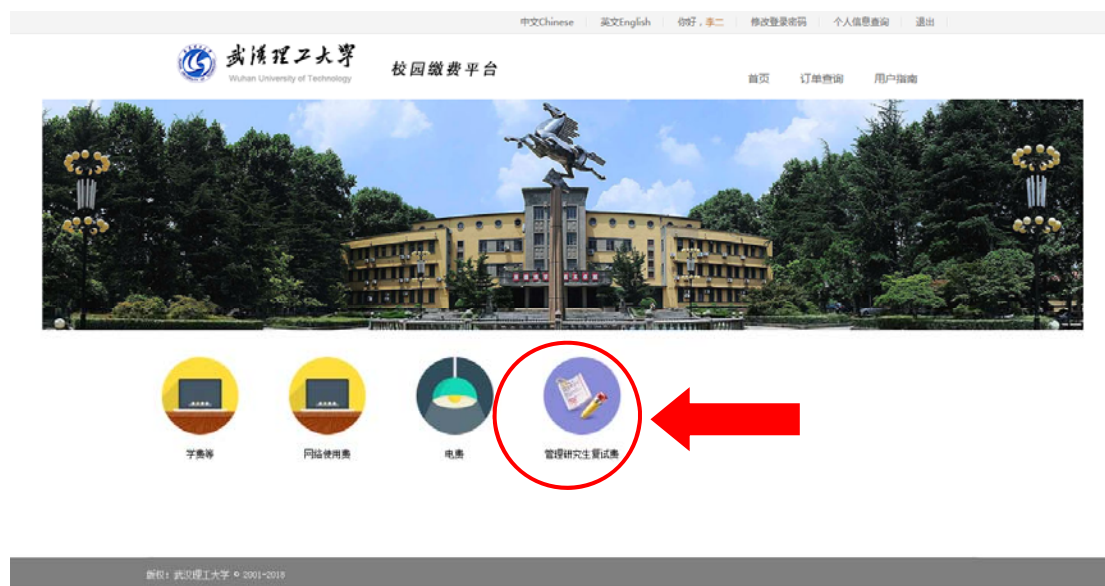 中文Chinese 英文English 你好，李二 修改登录密码 个人信息查询 退出
武汉理工大学
Wuhan University of Technology
校园缴费平台
首页 订单查询 用户指南
学费等 网络使用费 电费 管理研究生复试费
版权：武汉理工大学 © 2001-2018